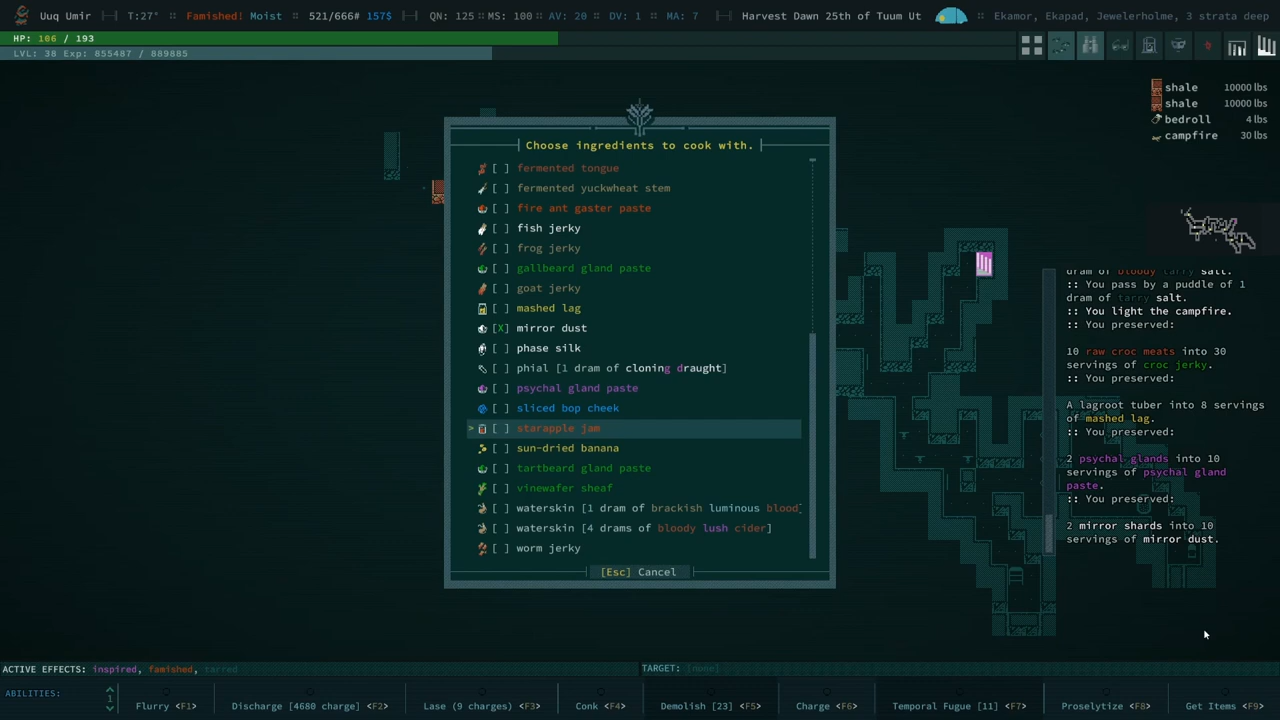 Uuq Umir T:27° Famished! Moist 521/666# 157$ QN: 125 MS: 100 AV: 20 DV: 1 MA: 7 Harvest Dawn 25th of Tuum Ut Ekamor, Ekapad, Jewelerholme, 3 strata deep
HP: 106 / 193
LVL: 38 Exp: 855487 / 889885
shale 10000 lbs
shale 10000 lbs
bedroll 4 lbs
campfire 30 lbs
Choose ingredients to cook with.
[ ] fermented tongue
[ ] fermented yuckwheat stem
[ ] fire ant gaster paste
[ ] fish jerky
[ ] frog jerky
[ ] gallbeard gland paste
[ ] goat jerky
[ ] mashed lag
[X] mirror dust
[ ] phase silk
[ ] phial [1 dram of cloning draught]
[ ] psychal gland paste
[ ] sliced bop cheek
> [ ] starapple jam
[ ] sun-dried banana
[ ] tartbeard gland paste
[ ] vinewafer sheaf
[ ] waterskin [1 dram of brackish luminous blood]
[ ] waterskin [4 drams of bloody lush cider]
[ ] worm jerky
[Esc] Cancel
dram of bloody tarry salt.
:: You pass by a puddle of 1
dram of tarry salt.
:: You light the campfire.
:: You preserved:
10 raw croc meats into 30
servings of croc jerky.
:: You preserved:
A lagroot tuber into 8 servings
of mashed lag.
:: You preserved:
2 psychal glands into 10
servings of psychal gland
paste.
:: You preserved:
2 mirror shards into 10
servings of mirror dust.
ACTIVE EFFECTS: inspired, famished, tarred
TARGET: [none]
ABILITIES: 1 Flurry <F1> Discharge [4680 charge] <F2> Lase (9 charges) <F3> Conk <F4> Demolish [23] <F5> Charge <F6> Temporal Fugue [11] <F7> Proselytize <F8> Get Items <F9>